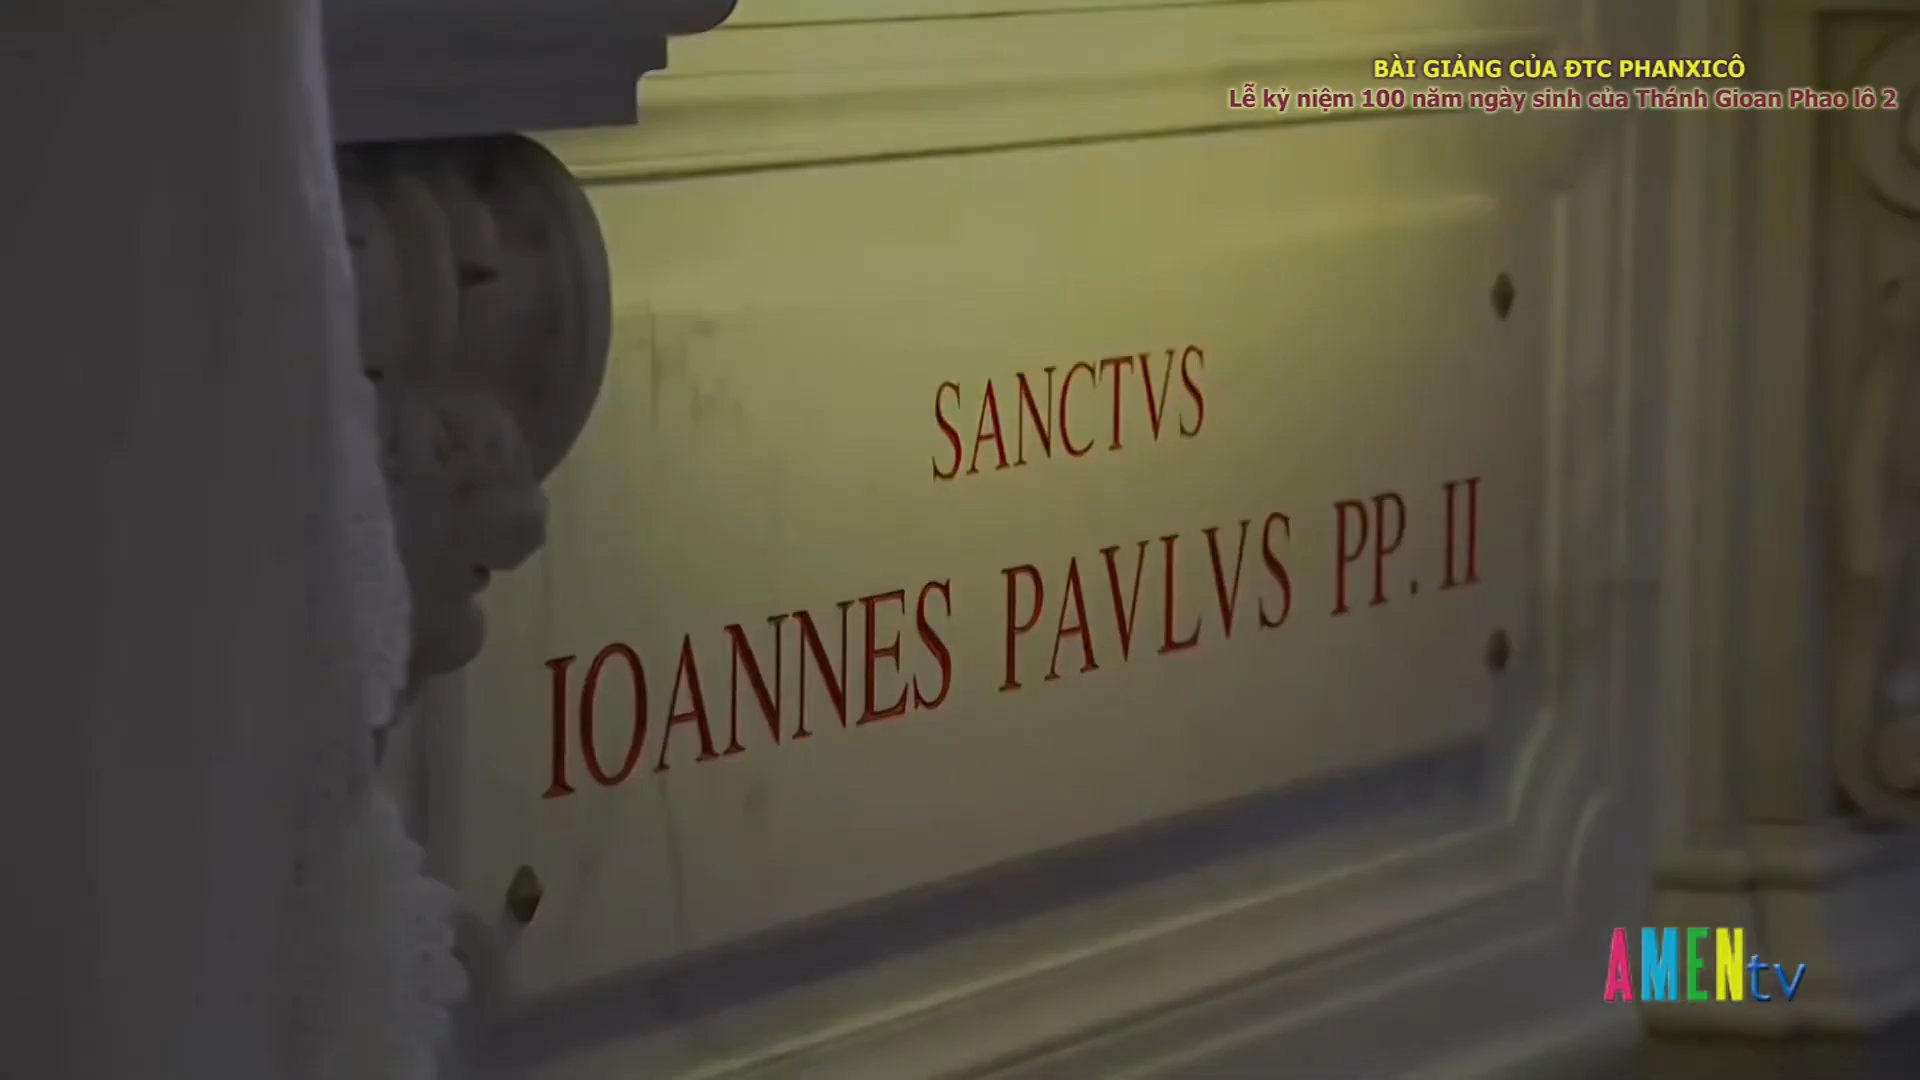 BÀI GIẢNG CỦA ĐTC PHANXICÔ
Lễ kỷ niệm 100 năm ngày sinh của Thánh Gioan Phao lô 2
SANCTVS
IOANNES PAVLVS PP. II
AMENtv